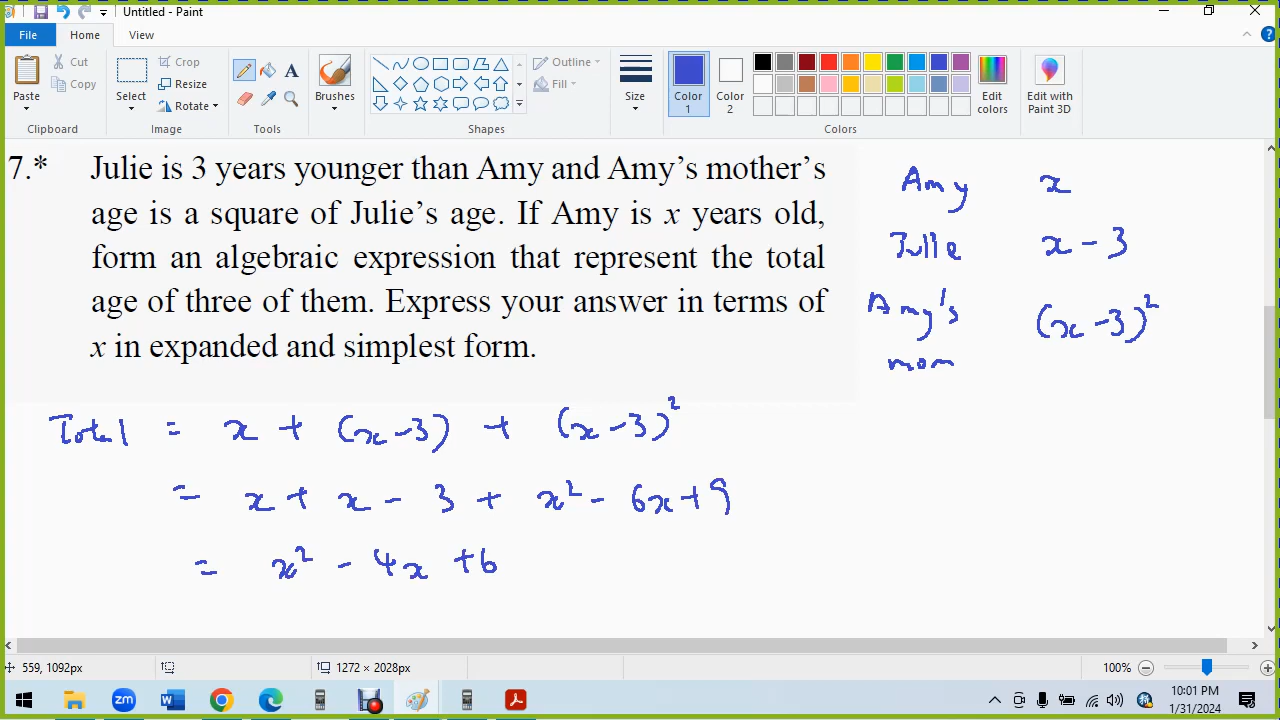 Untitled - Paint
File Home View
Paste Cut Copy Clipboard
Select Crop Resize Rotate Image
Tools
Brushes
Outline Fill Shapes
Size
Color 1 Color 2 Edit colors Colors
Edit with Paint 3D
7.* Julie is 3 years younger than Amy and Amy's mother's
age is a square of Julie's age. If Amy is x years old,
form an algebraic expression that represent the total
age of three of them. Express your answer in terms of
x in expanded and simplest form.
Amy x
Julie x - 3
Amy's mom (x - 3)²
Total = x + (x - 3) + (x - 3)²
= x + x - 3 + x² - 6x + 9
= x² - 4x + 6
559, 1092px 1272 × 2028px 100%
zm W 10:01 PM
1/31/2024